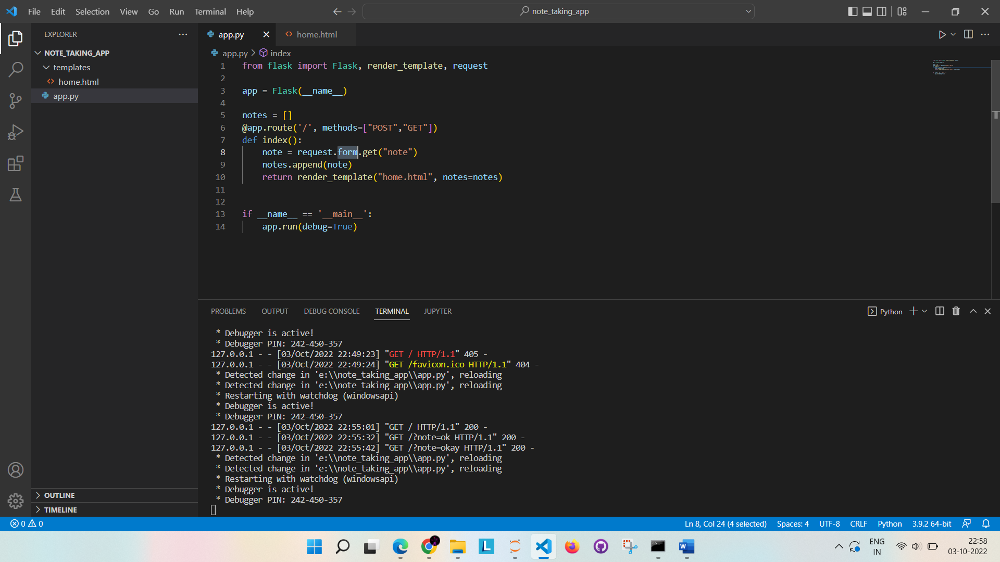 File Edit Selection View Go Run Terminal Help
note_taking_app
EXPLORER
NOTE_TAKING_APP
templates
home.html
app.py
app.py
home.html
app.py > index
1 from flask import Flask, render_template, request
2
3 app = Flask(__name__)
4
5 notes = []
6 @app.route('/', methods=["POST","GET"])
7 def index():
8 note = request.form.get("note")
9 notes.append(note)
10 return render_template("home.html", notes=notes)
11
12
13 if __name__ == '__main__':
14 app.run(debug=True)
PROBLEMS OUTPUT DEBUG CONSOLE TERMINAL JUPYTER
Python
* Debugger is active!
* Debugger PIN: 242-450-357
127.0.0.1 - - [03/Oct/2022 22:49:23] "GET / HTTP/1.1" 405 -
127.0.0.1 - - [03/Oct/2022 22:49:24] "GET /favicon.ico HTTP/1.1" 404 -
* Detected change in 'e:\\note_taking_app\\app.py', reloading
* Detected change in 'e:\\note_taking_app\\app.py', reloading
* Restarting with watchdog (windowsapi)
* Debugger is active!
* Debugger PIN: 242-450-357
127.0.0.1 - - [03/Oct/2022 22:55:01] "GET / HTTP/1.1" 200 -
127.0.0.1 - - [03/Oct/2022 22:55:32] "GET /?note=ok HTTP/1.1" 200 -
127.0.0.1 - - [03/Oct/2022 22:55:42] "GET /?note=okay HTTP/1.1" 200 -
* Detected change in 'e:\\note_taking_app\\app.py', reloading
* Detected change in 'e:\\note_taking_app\\app.py', reloading
* Restarting with watchdog (windowsapi)
* Debugger is active!
* Debugger PIN: 242-450-357
OUTLINE
TIMELINE
0 0
Ln 8, Col 24 (4 selected) Spaces: 4 UTF-8 CRLF Python 3.9.2 64-bit
ENG
IN
22:58
03-10-2022